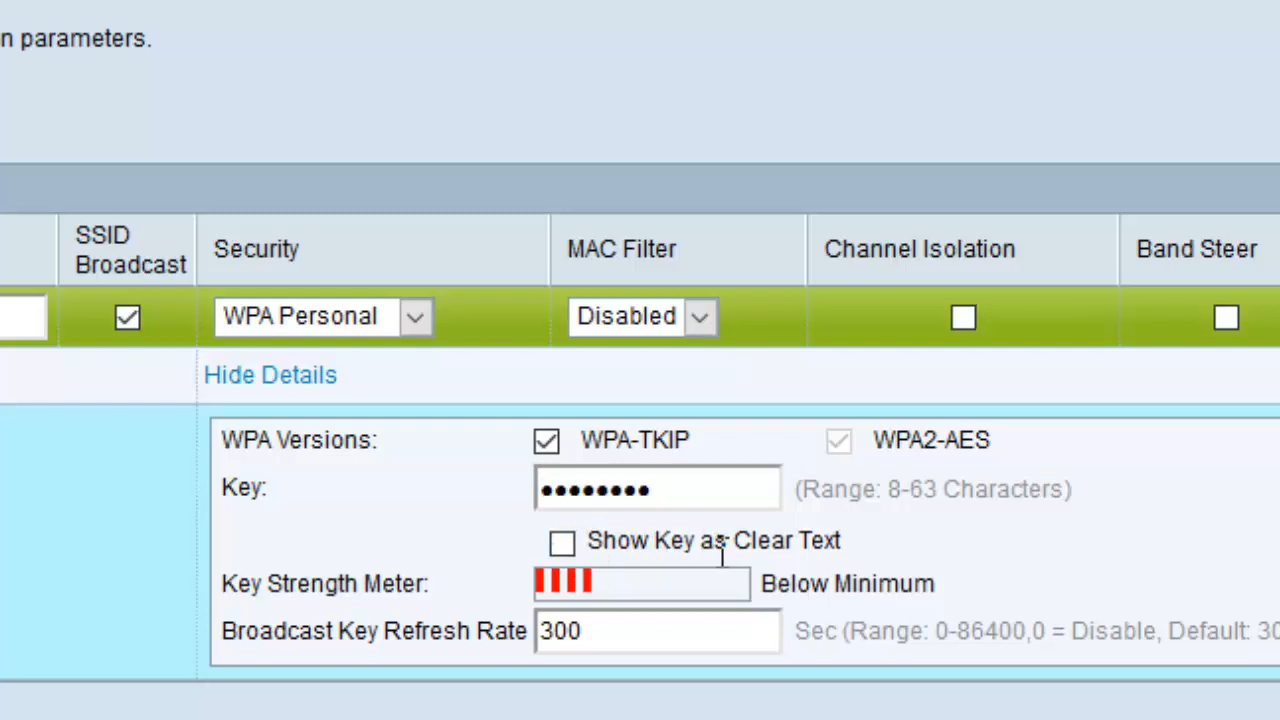 n parameters.
SSID Broadcast
Security
MAC Filter
Channel Isolation
Band Steer
WPA Personal
Disabled
Hide Details
WPA Versions: WPA-TKIP WPA2-AES
Key: •••••••• (Range: 8-63 Characters)
Show Key as Clear Text
Key Strength Meter: Below Minimum
Broadcast Key Refresh Rate 300 Sec (Range: 0-86400,0 = Disable, Default: 30